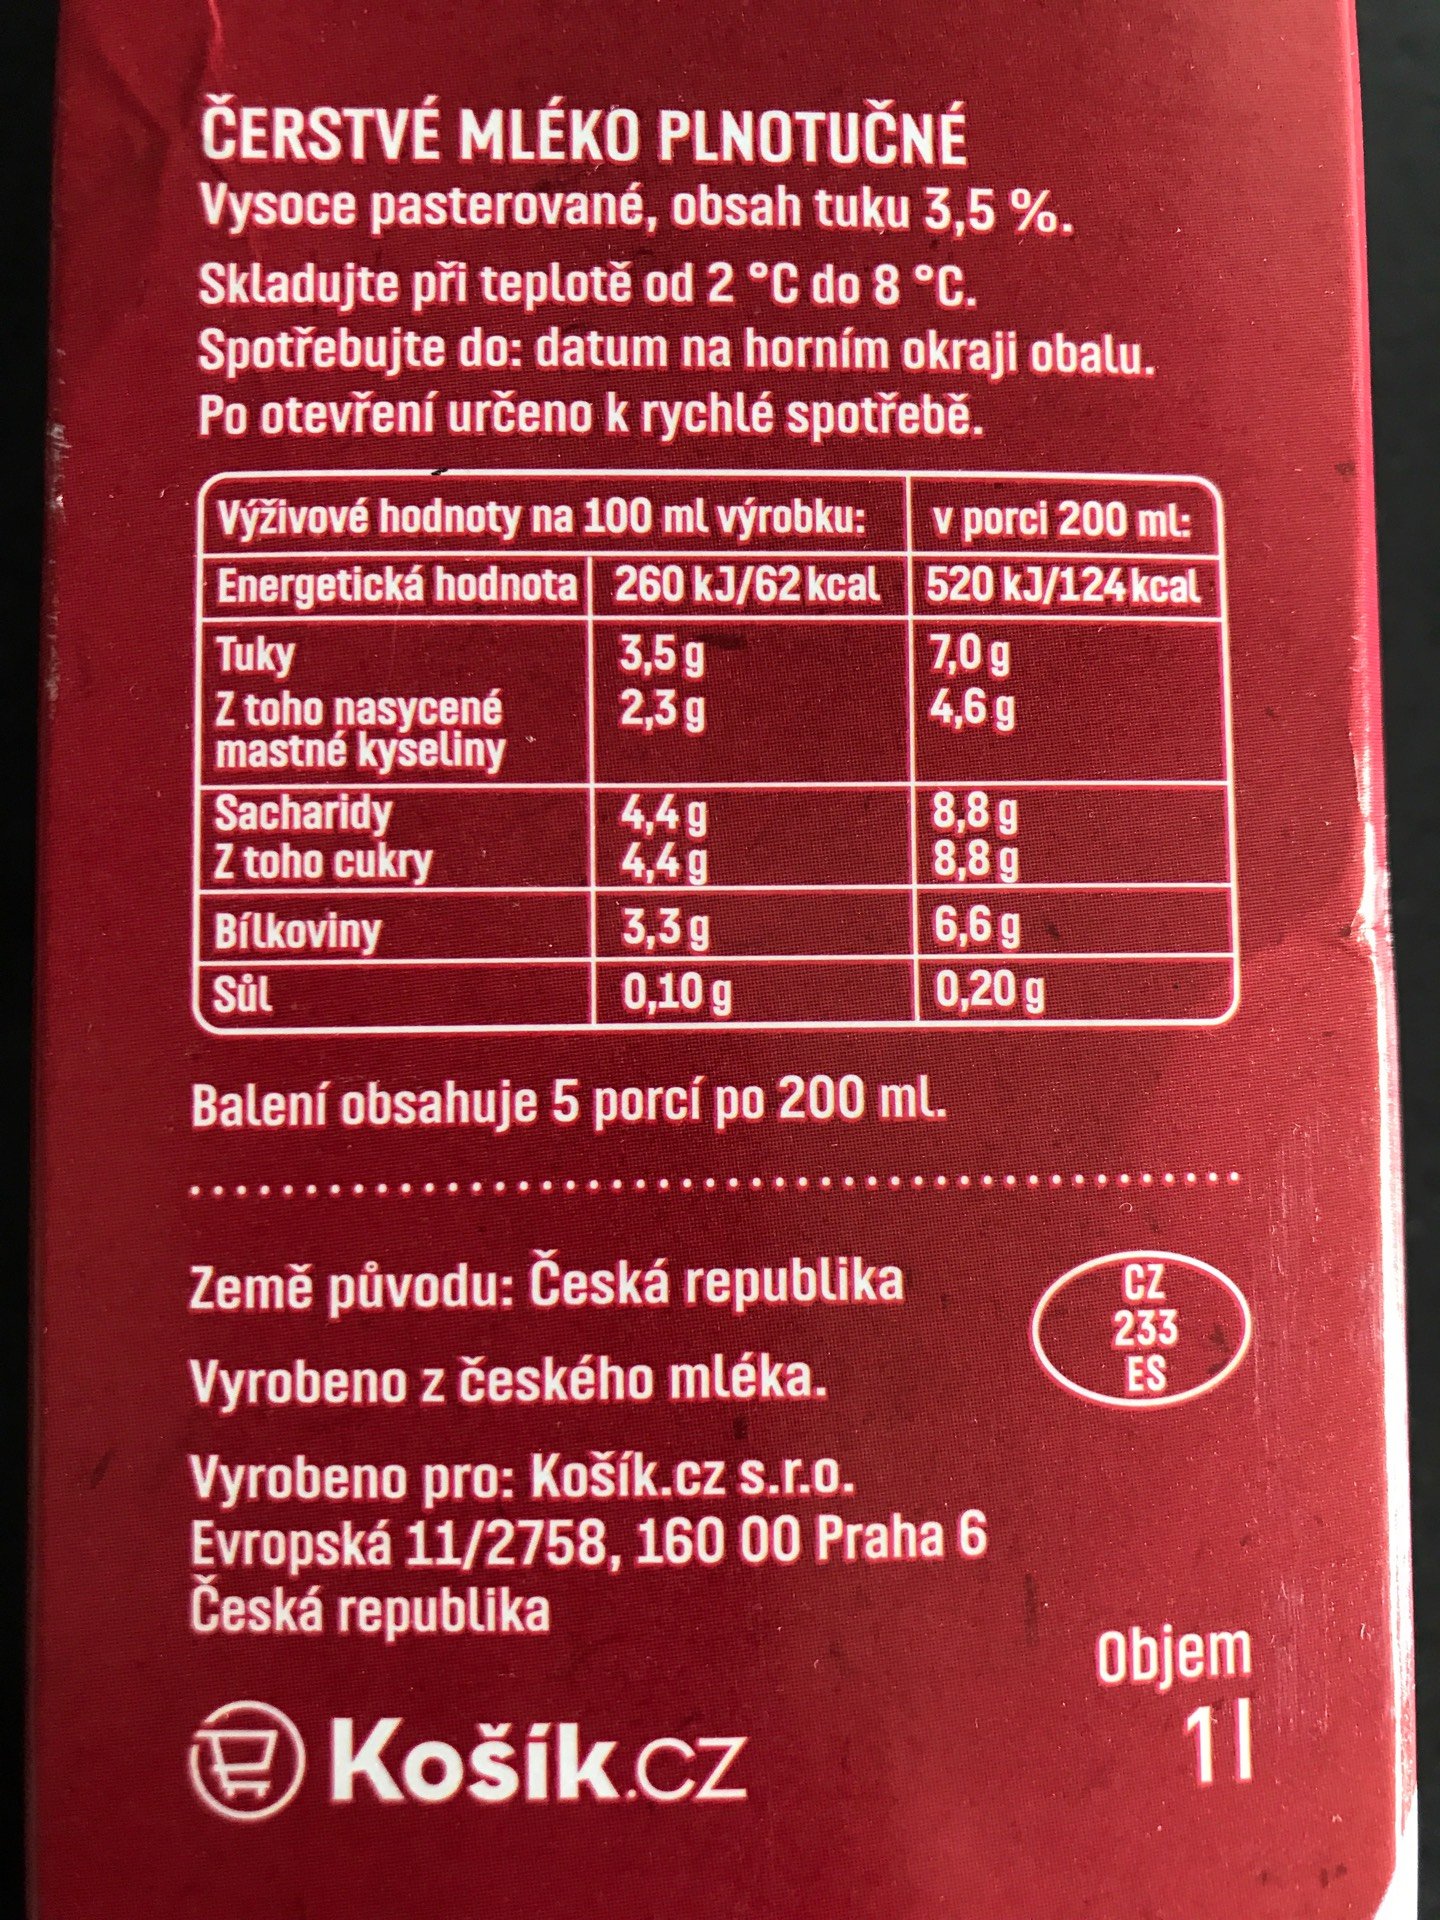 ČERSTVÉ MLÉKO PLNOTUČNÉ
Vysoce pasterované, obsah tuku 3,5 %.
Skladujte při teplotě od 2 °C do 8 °C.
Spotřebujte do: datum na horním okraji obalu.
Po otevření určeno k rychlé spotřebě.
Výživové hodnoty na 100 ml výrobku: v porci 200 ml:
Energetická hodnota 260 kJ/62 kcal 520 kJ/124 kcal
Tuky 3,5 g 7,0 g
Z toho nasycené 2,3 g 4,6 g
mastné kyseliny
Sacharidy 4,4 g 8,8 g
Z toho cukry 4,4 g 8,8 g
Bílkoviny 3,3 g 6,6 g
Sůl 0,10 g 0,20 g
Balení obsahuje 5 porcí po 200 ml.
Země původu: Česká republika
CZ
233
ES
Vyrobeno z českého mléka.
Vyrobeno pro: Košík.cz s.r.o.
Evropská 11/2758, 160 00 Praha 6
Česká republika
Objem
1 l
Košík.CZ